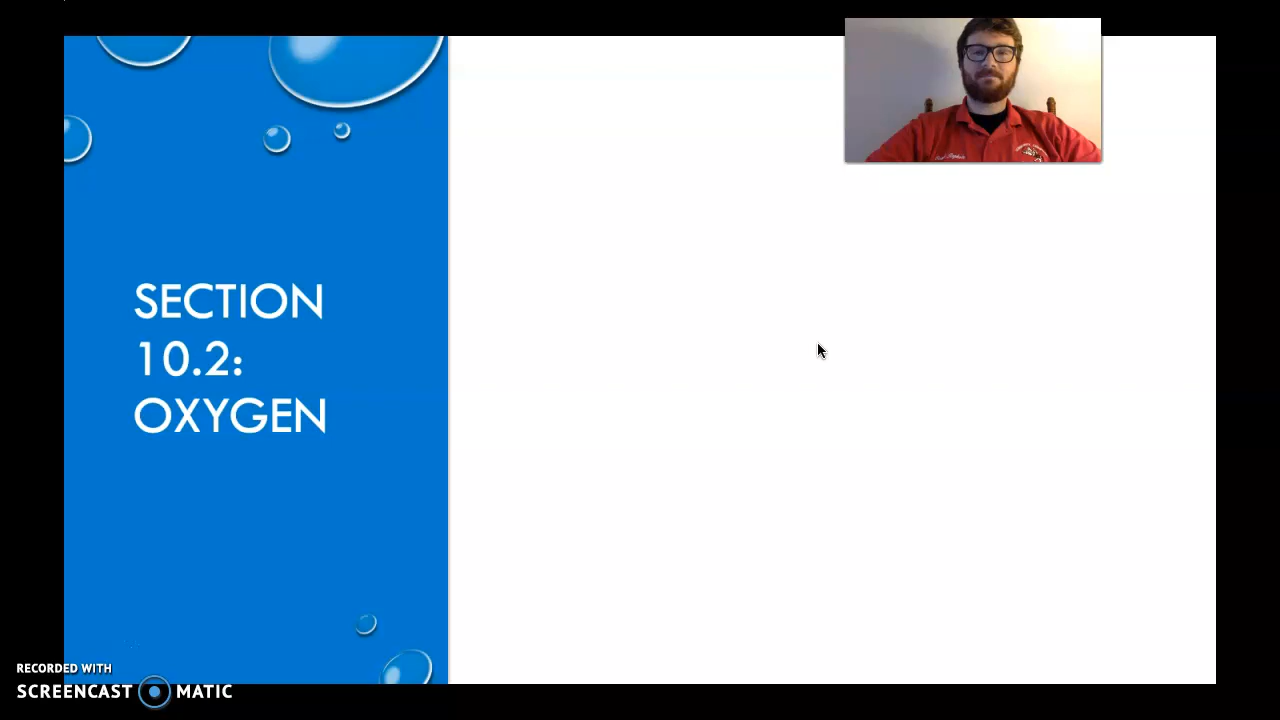 SECTION
10.2:
OXYGEN
RECORDED WITH
SCREENCAST MATIC